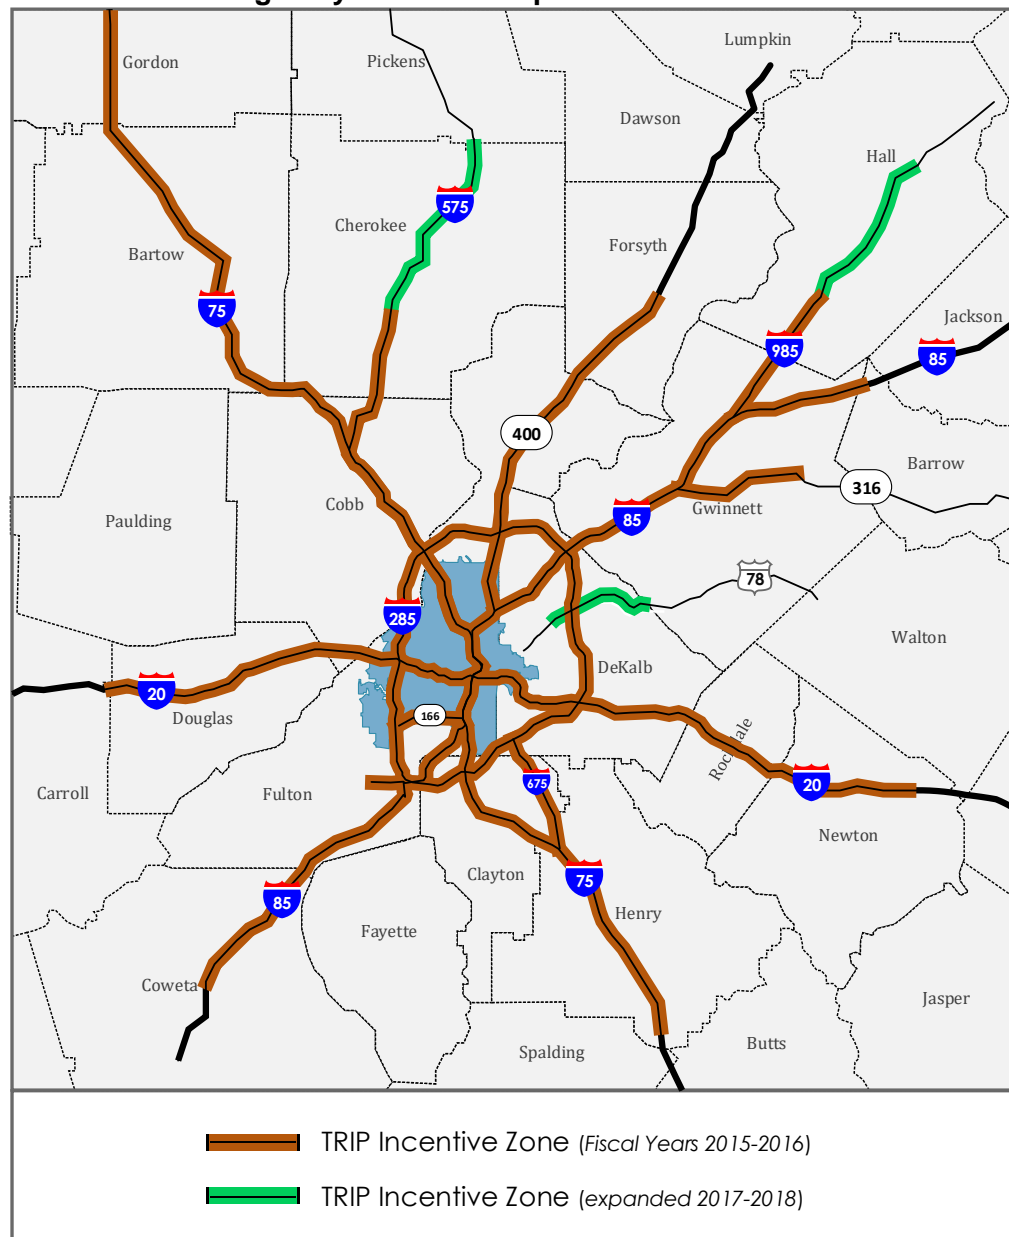 Lumpkin
Gordon
Pickens
Dawson
Hall
575
Cherokee
Forsyth
Bartow
75
Jackson
985
85
400
Barrow
316
Cobb
Gwinnett
85
Paulding
78
285
Walton
DeKalb
20
166
Douglas
Rockdale
675
20
Carroll
Fulton
Newton
Clayton
75
85
Henry
Fayette
Coweta
Jasper
Butts
Spalding
TRIP Incentive Zone (Fiscal Years 2015-2016)
TRIP Incentive Zone (expanded 2017-2018)